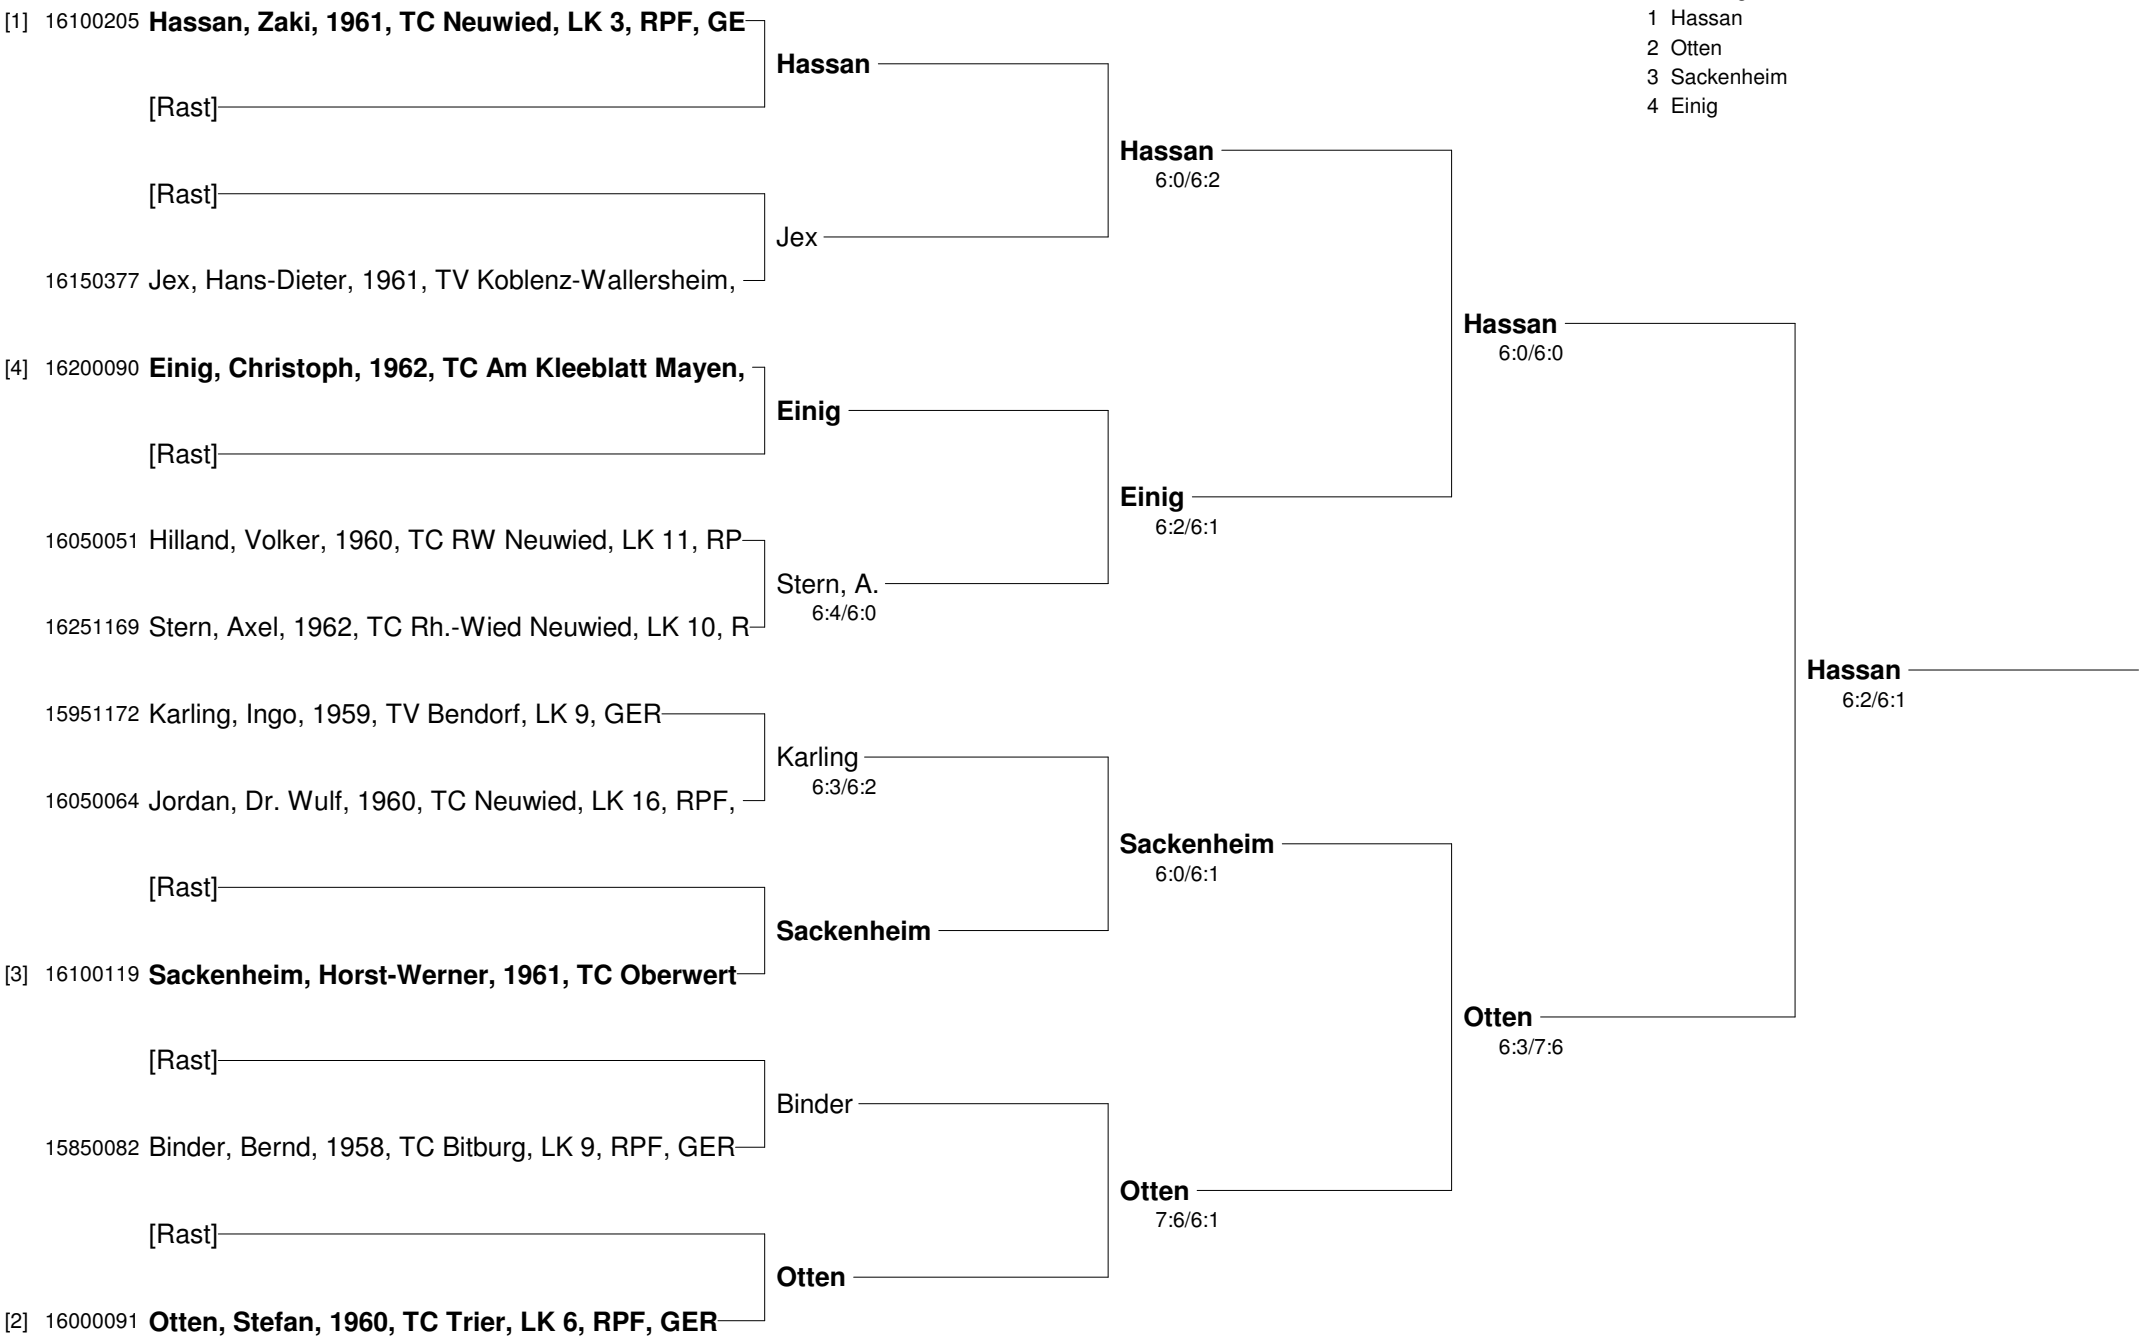 [1] 16100205 Hassan, Zaki, 1961, TC Neuwied, LK 3, RPF, GE
[Rast]
Hassan
[Rast]
16150377 Jex, Hans-Dieter, 1961, TV Koblenz-Wallersheim,
Jex
Hassan
6:0/6:2
[4] 16200090 Einig, Christoph, 1962, TC Am Kleeblatt Mayen,
[Rast]
Einig
16050051 Hilland, Volker, 1960, TC RW Neuwied, LK 11, RP
16251169 Stern, Axel, 1962, TC Rh.-Wied Neuwied, LK 10, R
Stern, A.
6:4/6:0
Einig
6:2/6:1
Hassan
6:0/6:0
15951172 Karling, Ingo, 1959, TV Bendorf, LK 9, GER
16050064 Jordan, Dr. Wulf, 1960, TC Neuwied, LK 16, RPF,
Karling
6:3/6:2
[Rast]
[3] 16100119 Sackenheim, Horst-Werner, 1961, TC Oberwert
Sackenheim
Sackenheim
6:0/6:1
[Rast]
15850082 Binder, Bernd, 1958, TC Bitburg, LK 9, RPF, GER
Binder
[Rast]
[2] 16000091 Otten, Stefan, 1960, TC Trier, LK 6, RPF, GER
Otten
Otten
7:6/6:1
Otten
6:3/7:6
Hassan
6:2/6:1
1 Hassan
2 Otten
3 Sackenheim
4 Einig